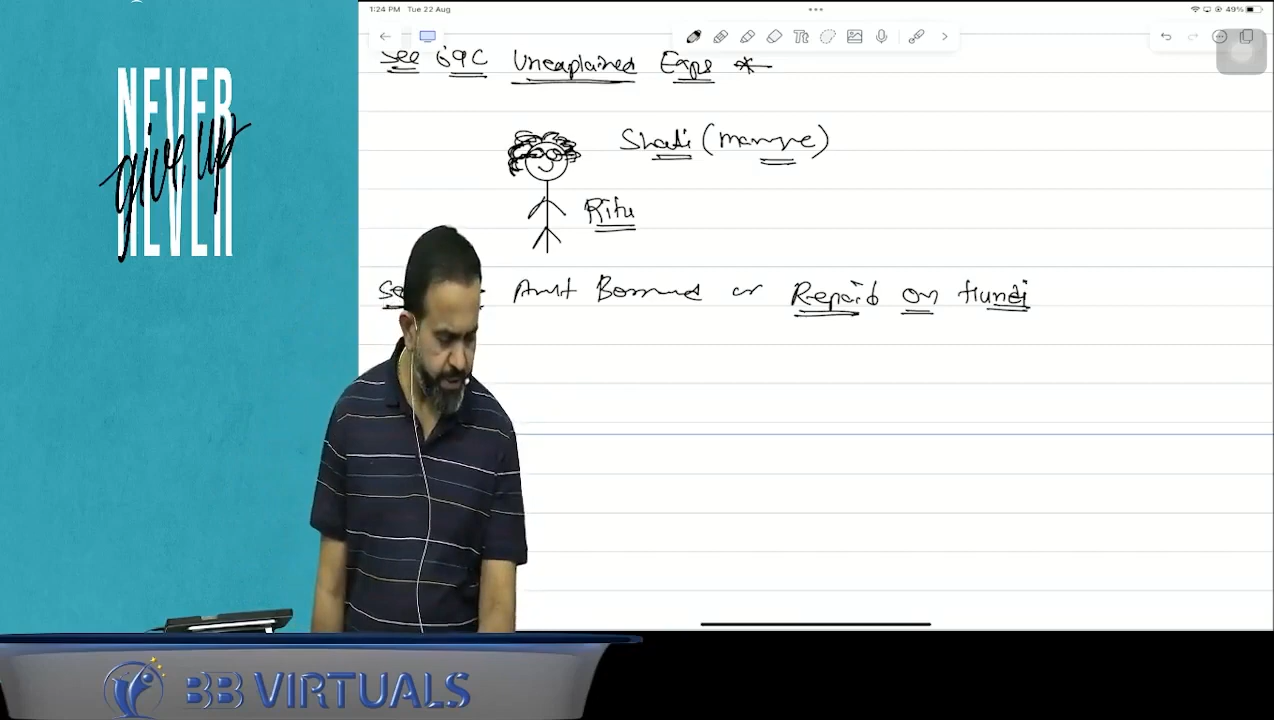 1:24 PM Tue 22 Aug
49%
See 69C Unexplained Exps *
Shadi (Marriage)
Ritu
Amt Borrowed or Repaid on Hundi
NEVER
give up
NEVER
BB VIRTUALS